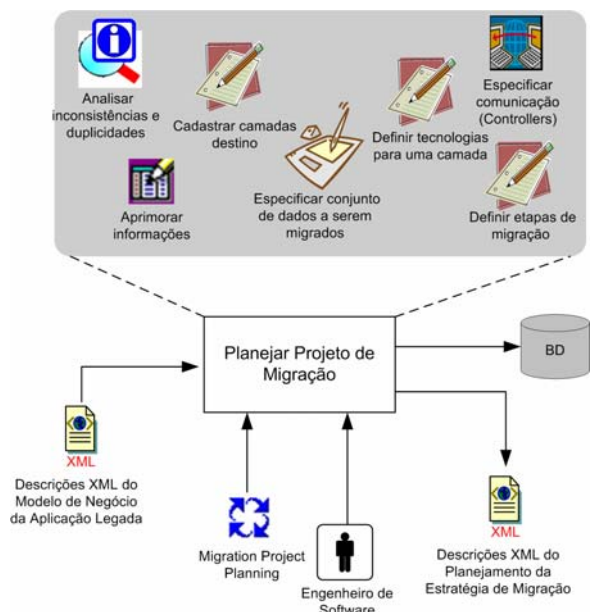 Analisar
inconsistências e
duplicidades
Cadastrar camadas
destino
Definir tecnologias
para uma camada
Especificar
comunicação
(Controllers)
Aprimorar
informações
Especificar conjunto
de dados a serem
migrados
Definir etapas de
migração
Planejar Projeto de
Migração
BD
XML
Descrições XML do
Modelo de Negócio
da Aplicação Legada
Migration Project
Planning
Engenheiro de
Software
XML
Descrições XML do
Planejamento da
Estratégia de Migração